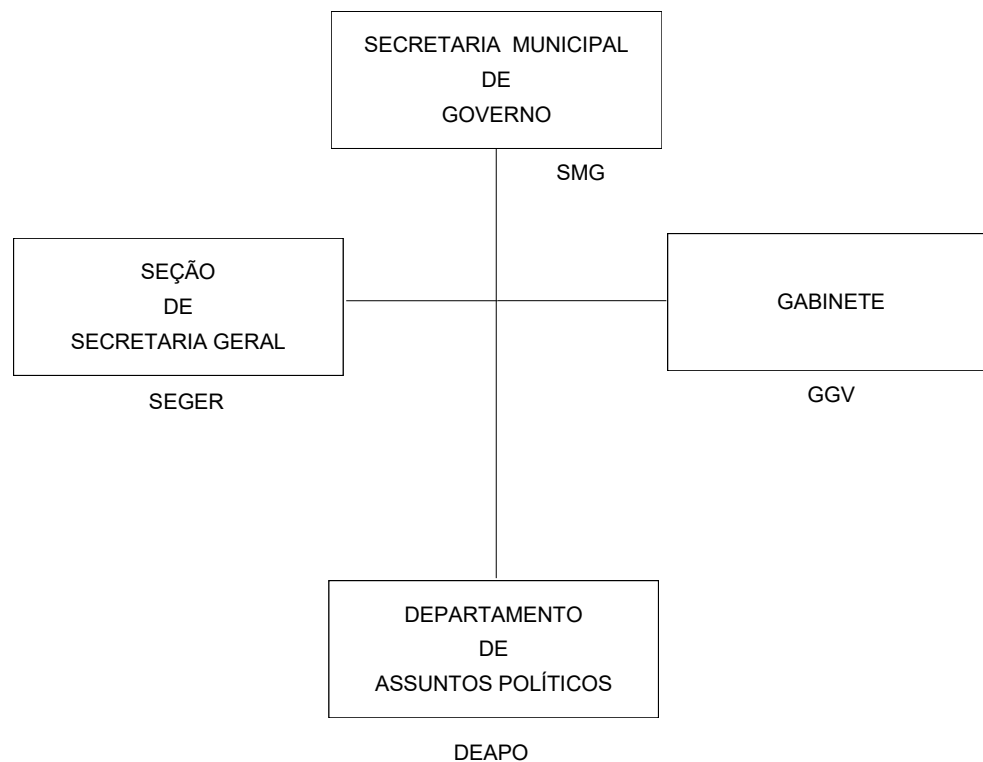 SECRETARIA MUNICIPAL
DE
GOVERNO
SMG
SEÇÃO
DE
SECRETARIA GERAL
SEGER
GABINETE
GGV
DEPARTAMENTO
DE
ASSUNTOS POLÍTICOS
DEAPO